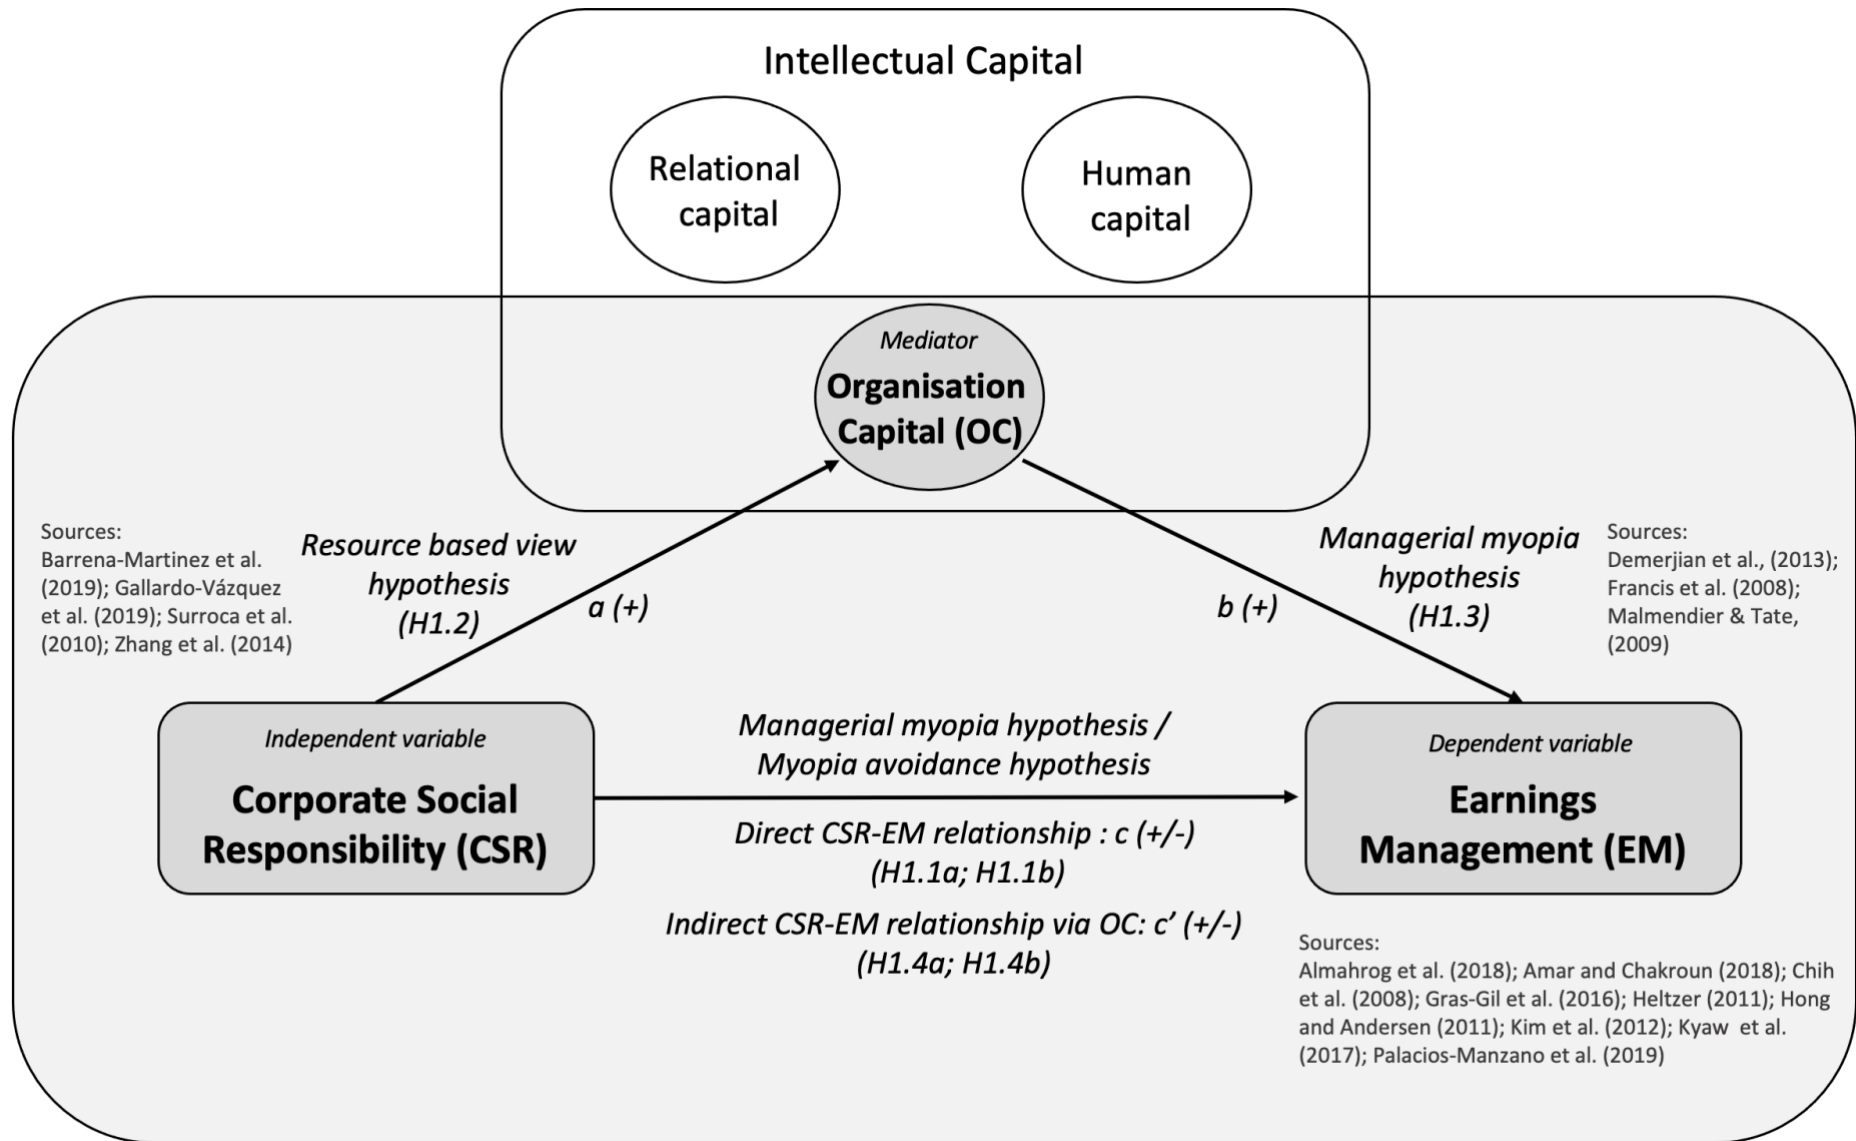 Intellectual Capital
Relational
capital
Human
capital
Mediator
Organisation
Capital (OC)
Sources:
Barrena-Martinez et al.
(2019); Gallardo-Vázquez
et al. (2019); Surroca et al.
(2010); Zhang et al. (2014)
Resource based view
hypothesis
(H1.2)
a (+)
b (+)
Managerial myopia
hypothesis
(H1.3)
Sources:
Demerjian et al., (2013);
Francis et al. (2008);
Malmendier & Tate,
(2009)
Independent variable
Corporate Social
Responsibility (CSR)
Managerial myopia hypothesis /
Myopia avoidance hypothesis
Direct CSR-EM relationship : c (+/-)
(H1.1a; H1.1b)
Indirect CSR-EM relationship via OC: c’ (+/-)
(H1.4a; H1.4b)
Dependent variable
Earnings
Management (EM)
Sources:
Almahrog et al. (2018); Amar and Chakroun (2018); Chih
et al. (2008); Gras-Gil et al. (2016); Heltzer (2011); Hong
and Andersen (2011); Kim et al. (2012); Kyaw et al.
(2017); Palacios-Manzano et al. (2019)